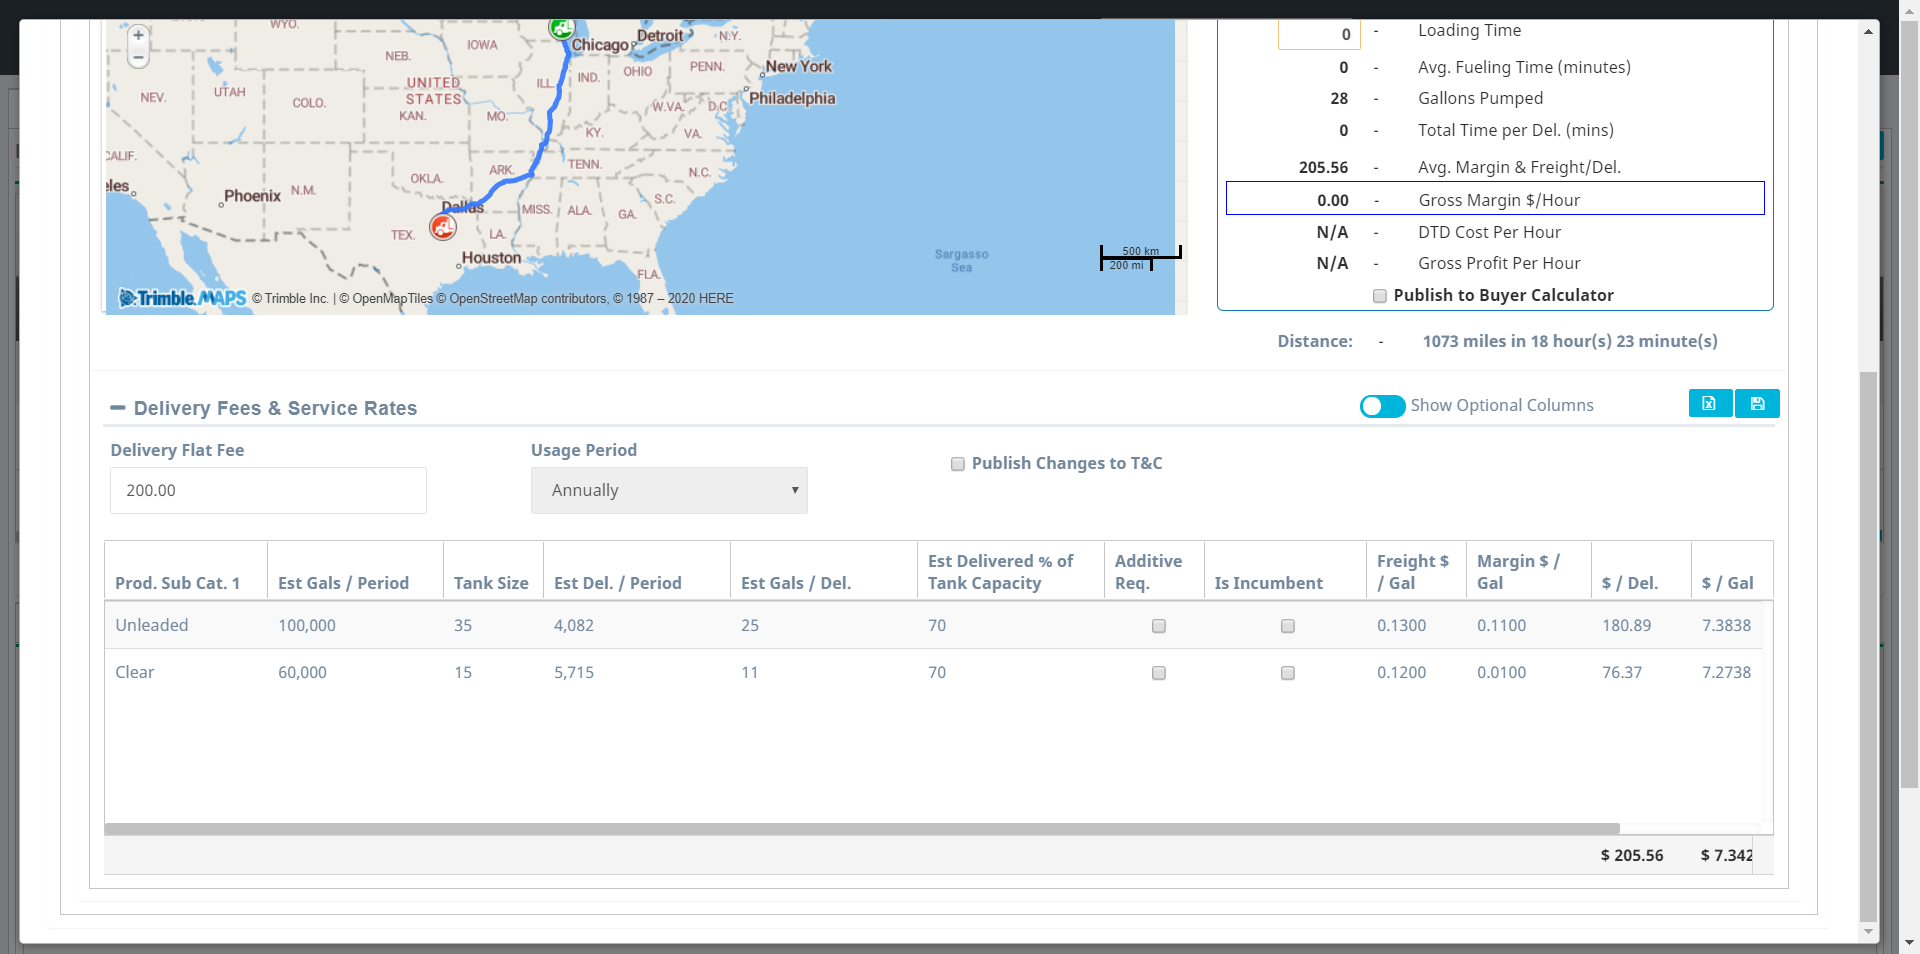 WYO.
IOWA
Chicago
Detroit
N.Y.
NEB.
New York
NEV.
UTAH
COLO.
UNITED
STATES
KAN.
MO.
ILL.
IND.
OHIO
PENN.
W.VA.
D.C.
Philadelphia
KY.
VA.
CALIF.
TENN.
N.C.
ARK.
OKLA.
N.M.
Phoenix
Dallas
MISS.
ALA.
GA.
S.C.
TEX.
LA.
Houston
FLA.
Sargasso
Sea
500 km
200 mi
+
−
Trimble MAPS © Trimble Inc. | © OpenMapTiles © OpenStreetMap contributors, © 1987 – 2020 HERE
0 - Loading Time
0 - Avg. Fueling Time (minutes)
28 - Gallons Pumped
0 - Total Time per Del. (mins)
205.56 - Avg. Margin & Freight/Del.
0.00 - Gross Margin $/Hour
N/A - DTD Cost Per Hour
N/A - Gross Profit Per Hour
Publish to Buyer Calculator
Distance: - 1073 miles in 18 hour(s) 23 minute(s)
Delivery Fees & Service Rates
Show Optional Columns
Delivery Flat Fee
Usage Period
Publish Changes to T&C
200.00
Annually
Prod. Sub Cat. 1 Est Gals / Period Tank Size Est Del. / Period Est Gals / Del. Est Delivered % of Tank Capacity Additive Req. Is Incumbent Freight $ / Gal Margin $ / Gal $ / Del. $ / Gal
Unleaded 100,000 35 4,082 25 70 0.1300 0.1100 180.89 7.3838
Clear 60,000 15 5,715 11 70 0.1200 0.0100 76.37 7.2738
$ 205.56 $ 7.342